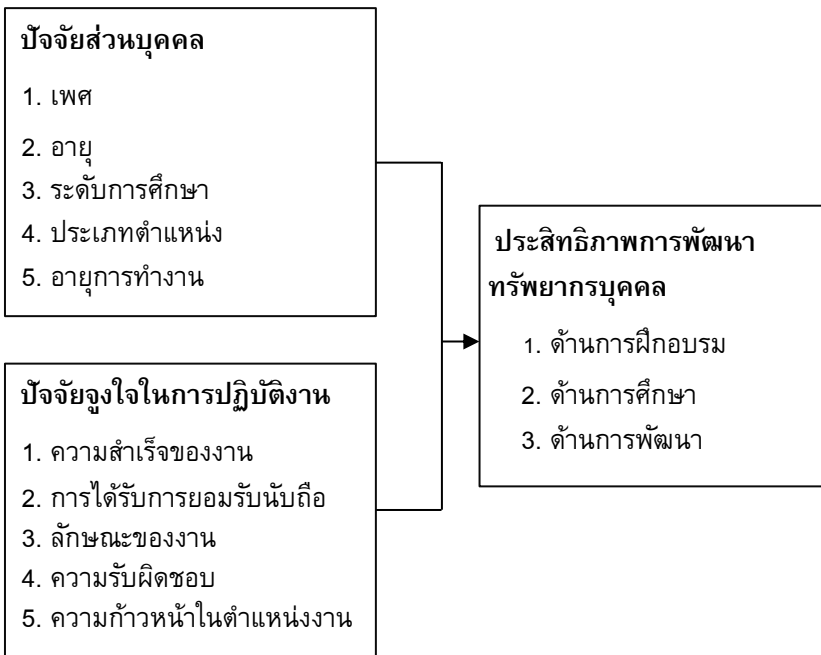 ปัจจัยส่วนบุคคล
1. เพศ
2. อายุ
3. ระดับการศึกษา
4. ประเภทตำแหน่ง
5. อายุการทำงาน
ปัจจัยจูงใจในการปฏิบัติงาน
1. ความสำเร็จของงาน
2. การได้รับการยอมรับนับถือ
3. ลักษณะของงาน
4. ความรับผิดชอบ
5. ความก้าวหน้าในตำแหน่งงาน
ประสิทธิภาพการพัฒนา
ทรัพยากรบุคคล
1. ด้านการฝึกอบรม
2. ด้านการศึกษา
3. ด้านการพัฒนา